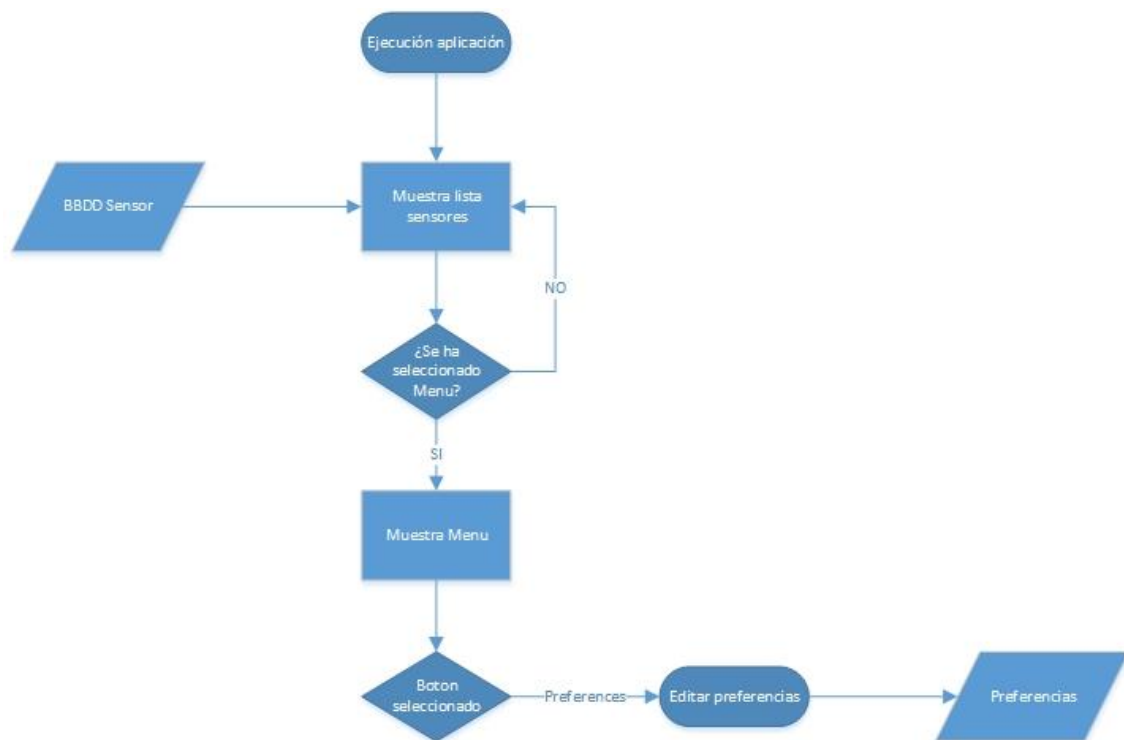 Ejecución aplicación
BBDD Sensor
Muestra lista
sensores
NO
¿Se ha
seleccionado
Menu?
SI
Muestra Menu
Boton
seleccionado
Preferences
Editar preferencias
Preferencias